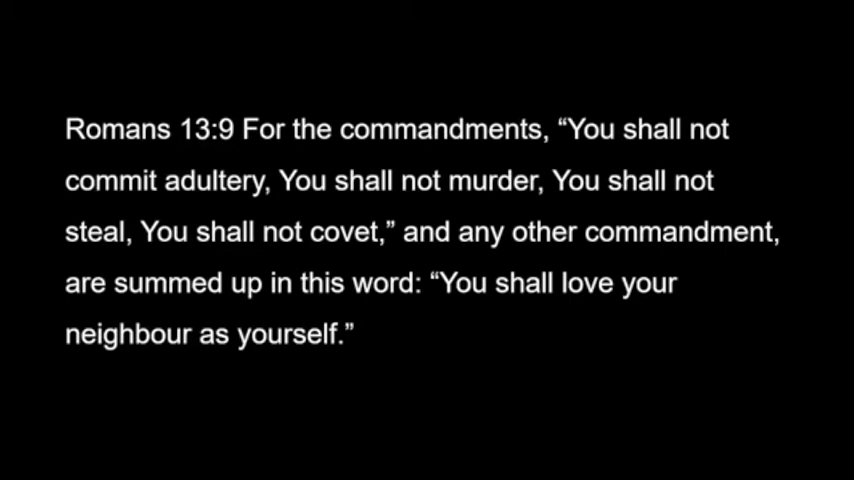 Romans 13:9 For the commandments, “You shall not
commit adultery, You shall not murder, You shall not
steal, You shall not covet,” and any other commandment,
are summed up in this word: “You shall love your
neighbour as yourself.”